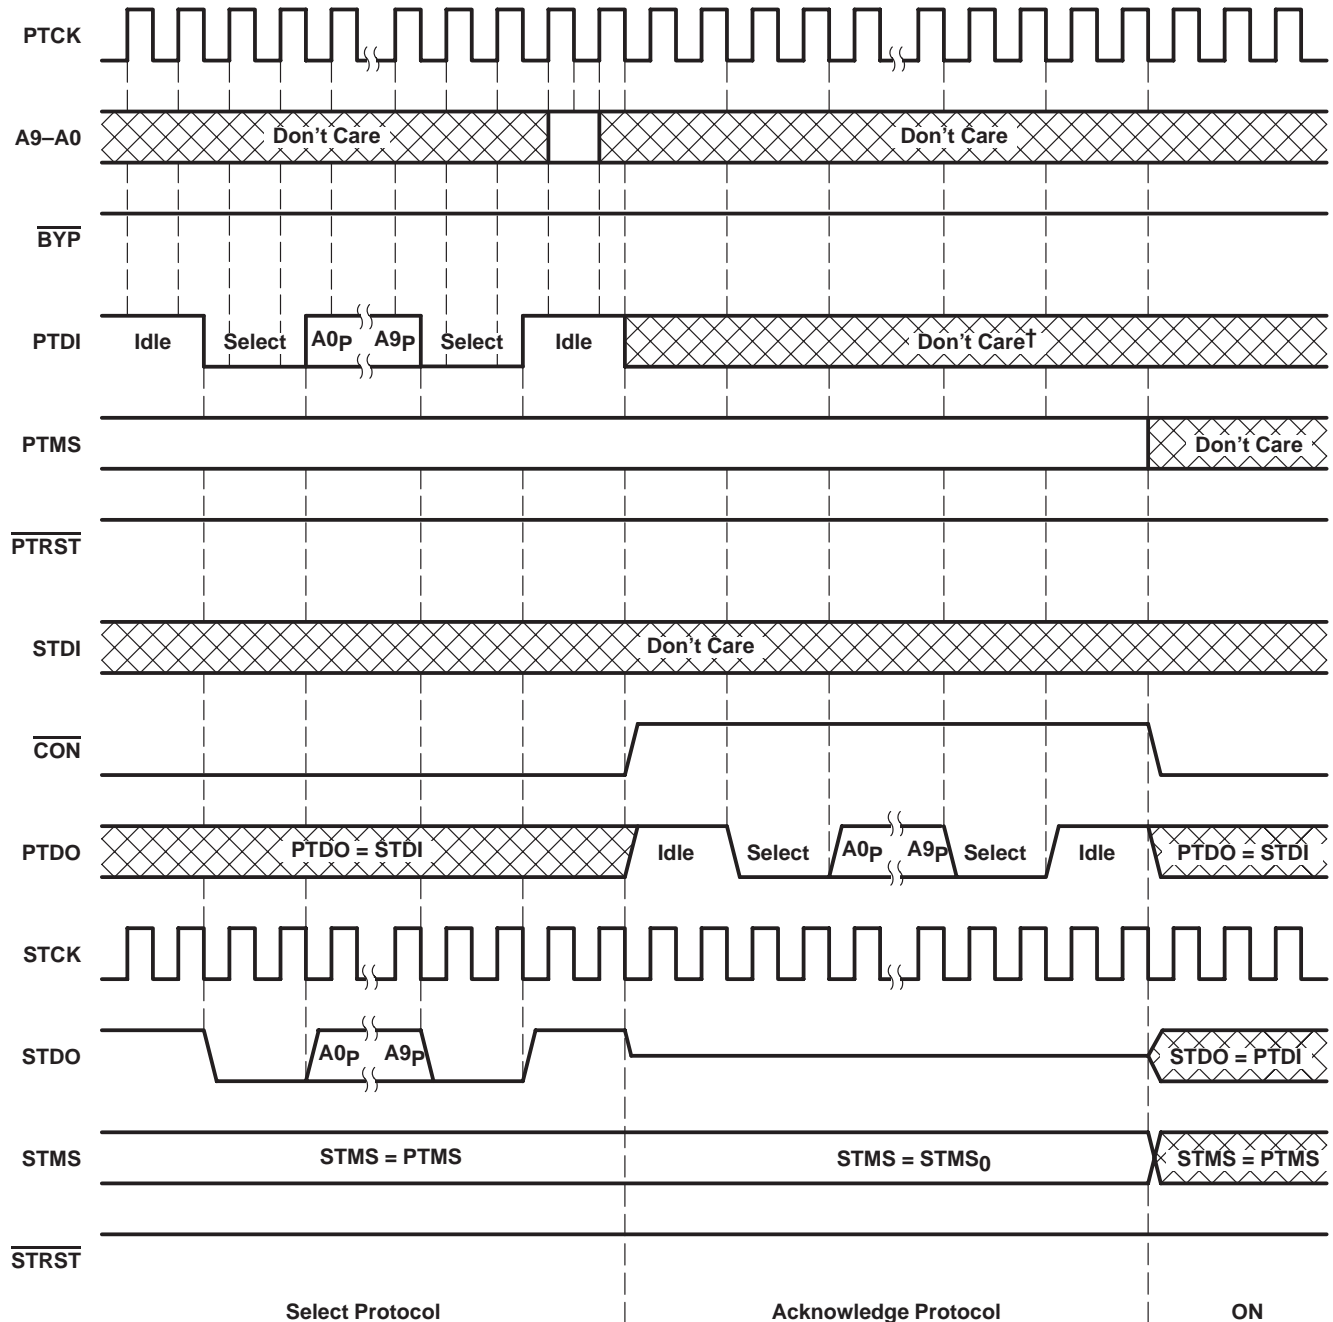 PTCK
A9–A0 Don't Care Don't Care
BYP
PTDI Idle Select A0P A9P Select Idle Don't Care†
PTMS Don't Care
PTRST
STDI Don't Care
CON
PTDO PTDO = STDI Idle Select A0P A9P Select Idle PTDO = STDI
STCK
STDO A0P A9P STDO = PTDI
STMS STMS = PTMS STMS = STMS0 STMS = PTMS
STRST
Select Protocol Acknowledge Protocol ON